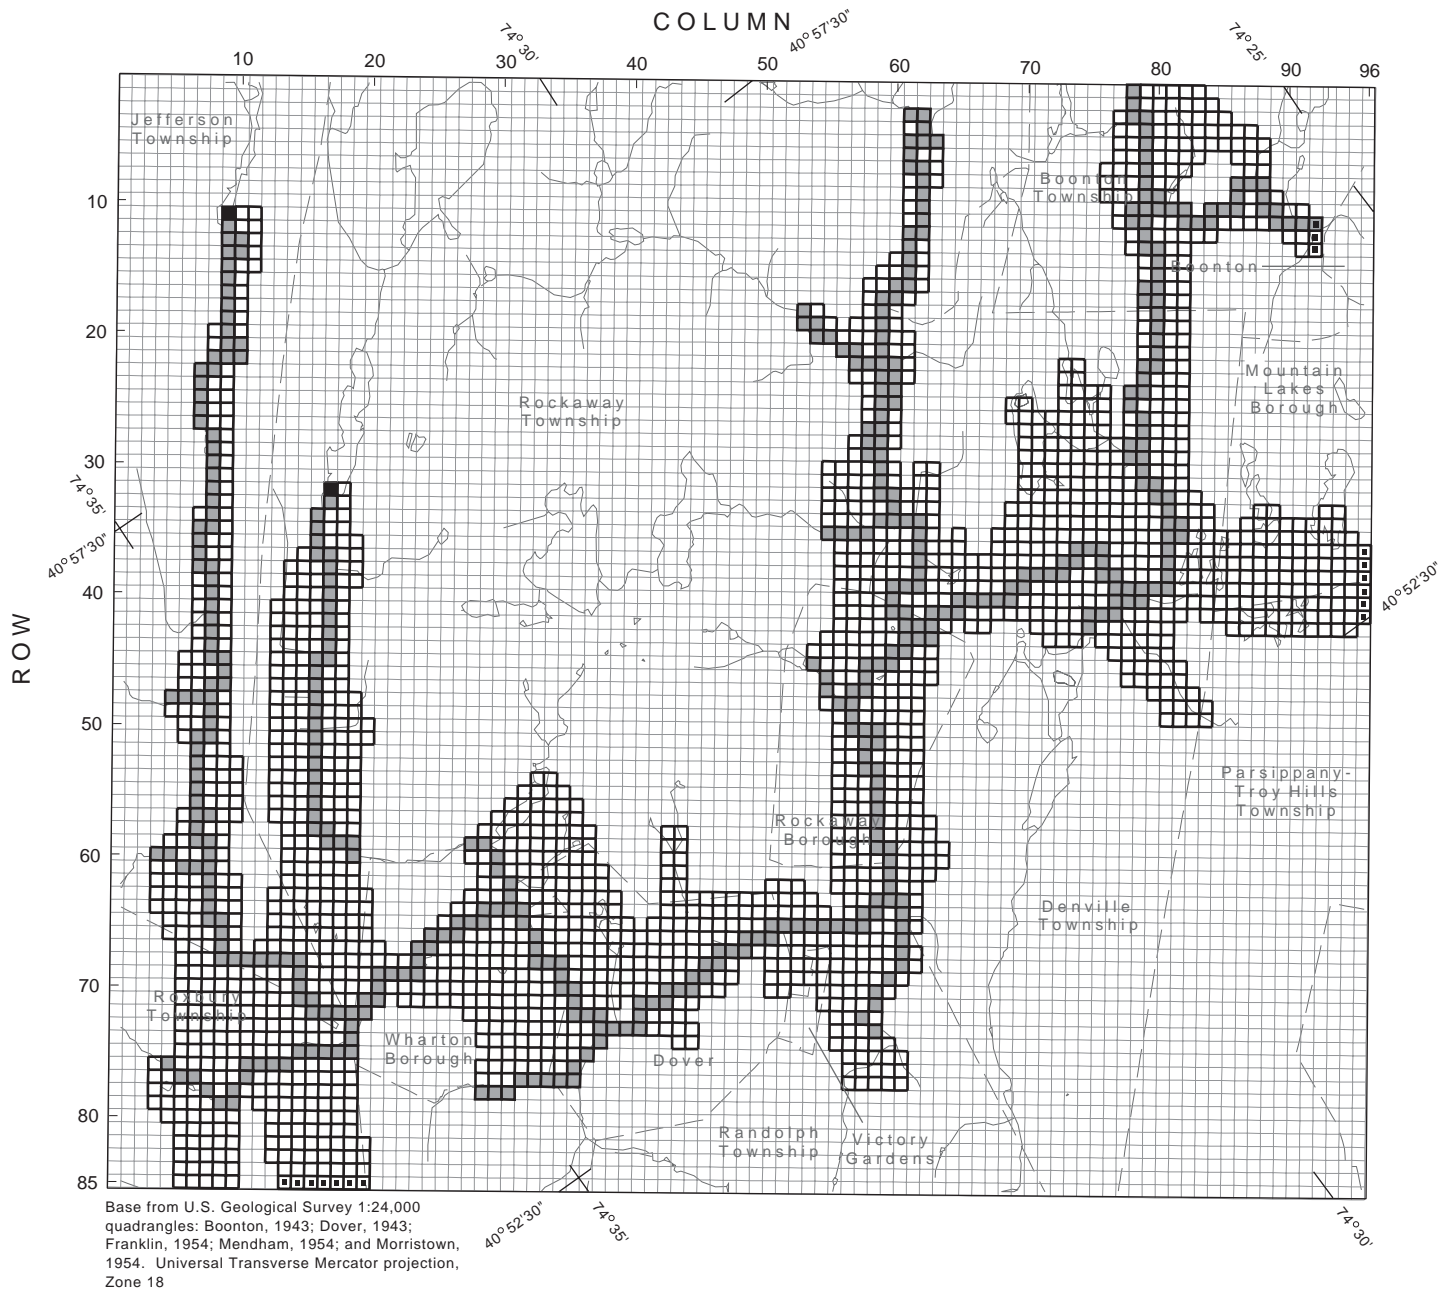 COLUMN
74°30'
40°57'30"
74°25'
10 20 30 40 50 60 70 80 90 96
Jefferson
Township
Boonton
Township
10
Boonton
20
Mountain
Lakes
Borough
Rockaway
Township
30
74°35'
40°57'30"
40
40°52'30"
ROW
50
Parsippany-
Troy Hills
Township
Rockaway
Borough
60
Denville
Township
70
Roxbury
Township
Wharton
Borough
Dover
80
Randolph
Township
Victory
Gardens
85
Base from U.S. Geological Survey 1:24,000
quadrangles: Boonton, 1943; Dover, 1943;
Franklin, 1954; Mendham, 1954; and Morristown,
1954. Universal Transverse Mercator projection,
Zone 18
40°52'30"
74°35'
74°30'